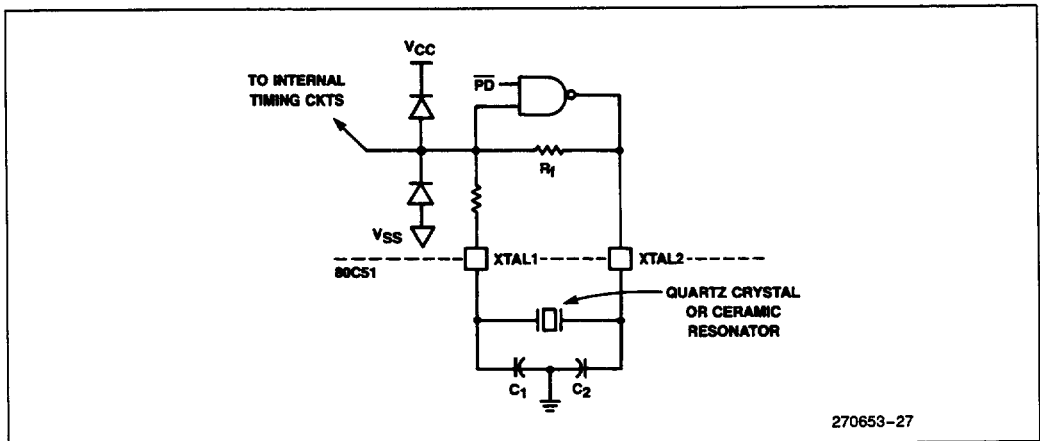 VCC
TO INTERNAL
TIMING CKTS
PD
Rf
VSS
80C51
XTAL1
XTAL2
QUARTZ CRYSTAL
OR CERAMIC
RESONATOR
C1
C2
270653-27